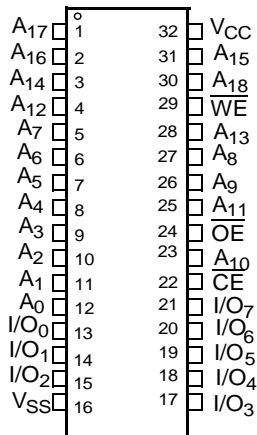 A17 1 32 VCC
A16 2 31 A15
A14 3 30 A18
A12 4 29 WE
A7 5 28 A13
A6 6 27 A8
A5 7 26 A9
A4 8 25 A11
A3 9 24 OE
A2 10 23 A10
A1 11 22 CE
A0 12 21 I/O7
I/O0 13 20 I/O6
I/O1 14 19 I/O5
I/O2 15 18 I/O4
VSS 16 17 I/O3